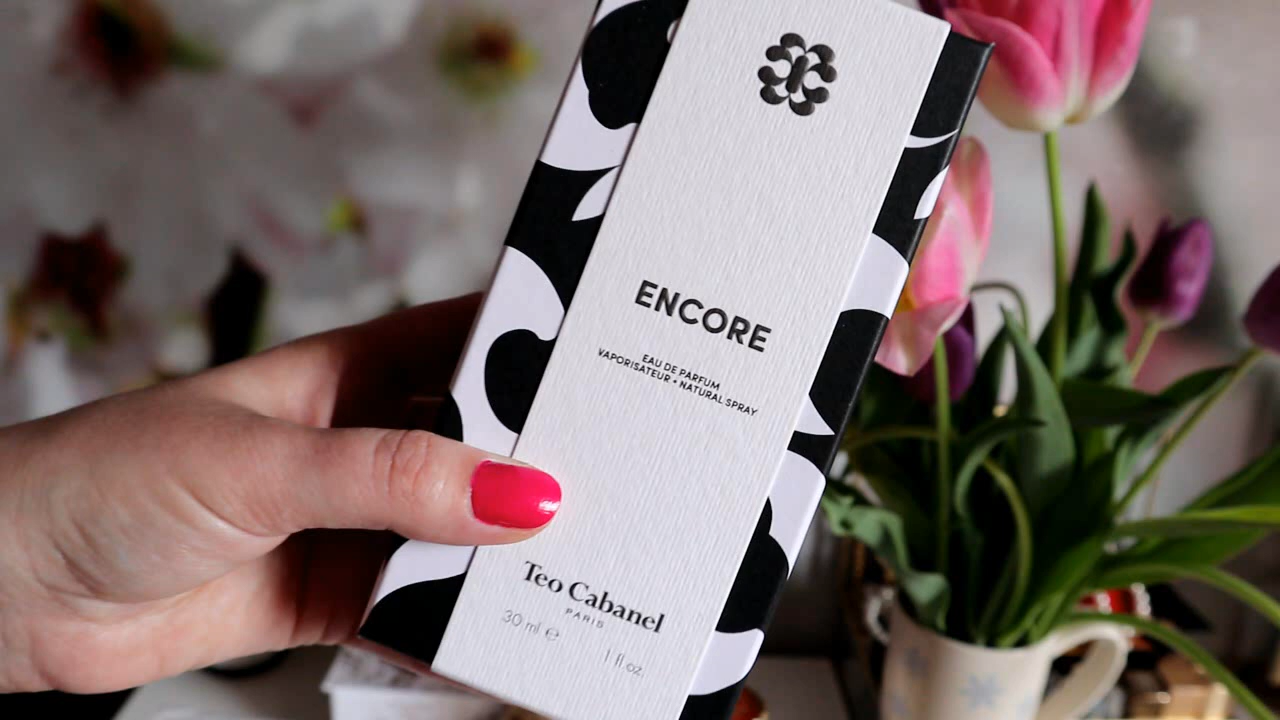 ENCORE
EAU DE PARFUM
VAPORISATEUR • NATURAL SPRAY
Teo Cabanel
PARIS
30 ml ℮ 1 fl.oz